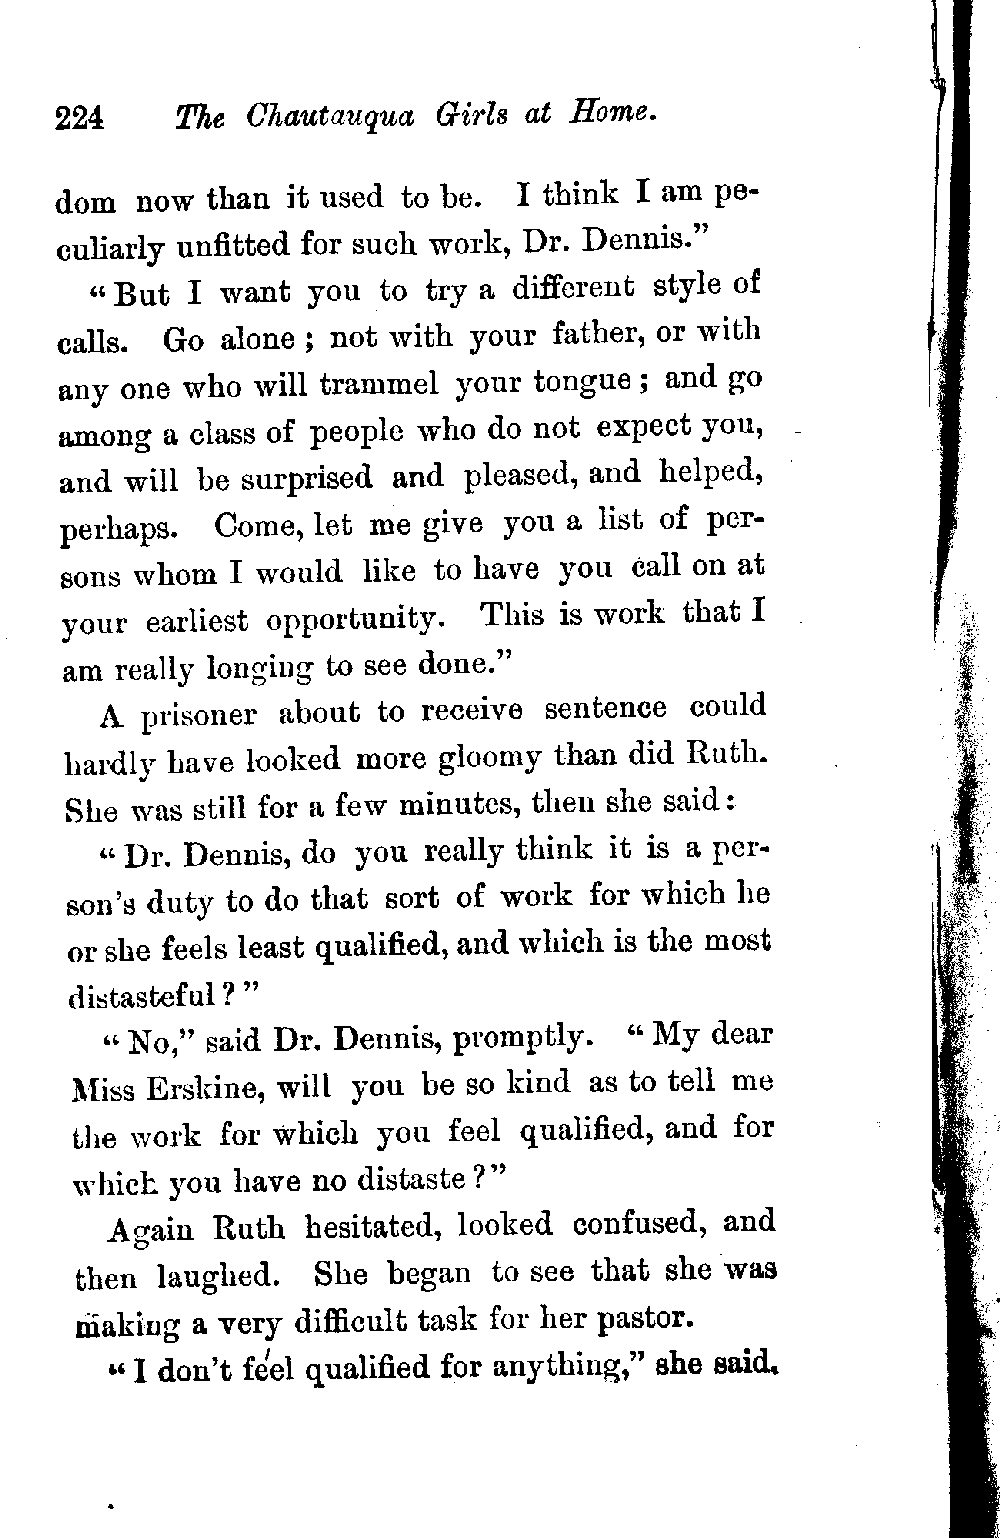 224 The Chautauqua Girls at Home.
dom now than it used to be. I think I am pe-
culiarly unfitted for such work, Dr. Dennis."
"But I want you to try a different style of
calls. Go alone; not with your father, or with
any one who will trammel your tongue; and go
among a class of people who do not expect you,
and will be surprised and pleased, and helped,
perhaps. Come, let me give you a list of per-
sons whom I would like to have you call on at
your earliest opportunity. This is work that I
am really longing to see done."
A prisoner about to receive sentence could
hardly have looked more gloomy than did Ruth.
She was still for a few minutes, then she said:
"Dr. Dennis, do you really think it is a per-
son's duty to do that sort of work for which he
or she feels least qualified, and which is the most
distasteful?"
"No," said Dr. Dennis, promptly. "My dear
Miss Erskine, will you be so kind as to tell me
the work for which you feel qualified, and for
which you have no distaste?"
Again Ruth hesitated, looked confused, and
then laughed. She began to see that she was
making a very difficult task for her pastor.
"I don't feel qualified for anything," she said.